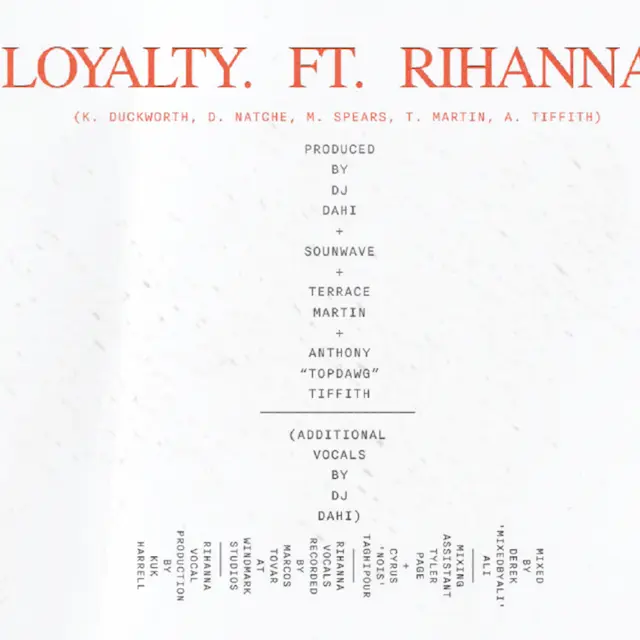 LOYALTY. FT. RIHANNA
(K. DUCKWORTH, D. NATCHE, M. SPEARS, T. MARTIN, A. TIFFITH)
PRODUCED
BY
DJ
DAHI
+
SOUNWAVE
+
TERRACE
MARTIN
+
ANTHONY
“TOPDAWG”
TIFFITH
(ADDITIONAL
VOCALS
BY
DJ
DAHI)
MIXED
BY
DEREK
'MIXEDBYALI'
ALI
MIXING
ASSISTANT
TYLER
PAGE
+
CYRUS
'NOIS'
TAGHIPOUR
RIHANNA
VOCALS
RECORDED
BY
MARCOS
TOVAR
AT
WINDMARK
STUDIOS
RIHANNA
VOCAL
PRODUCTION
BY
KUK
HARRELL